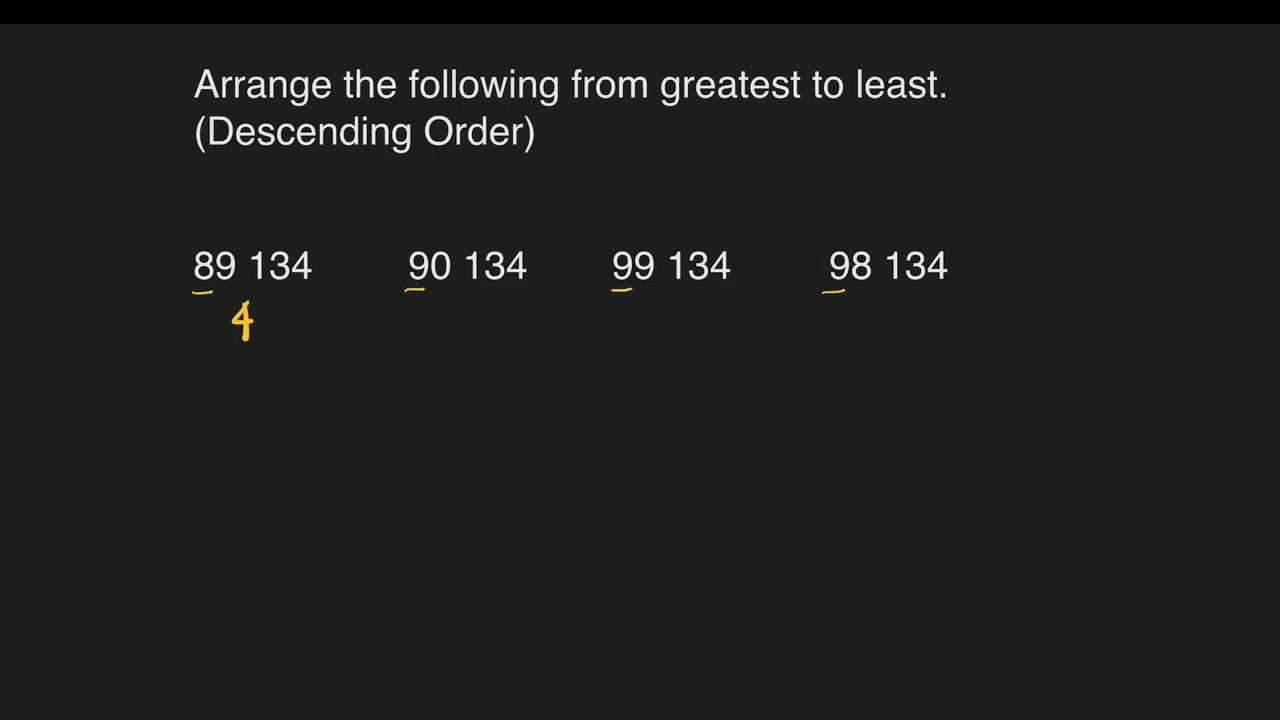 Arrange the following from greatest to least.
(Descending Order)
89 134 90 134 99 134 98 134
4